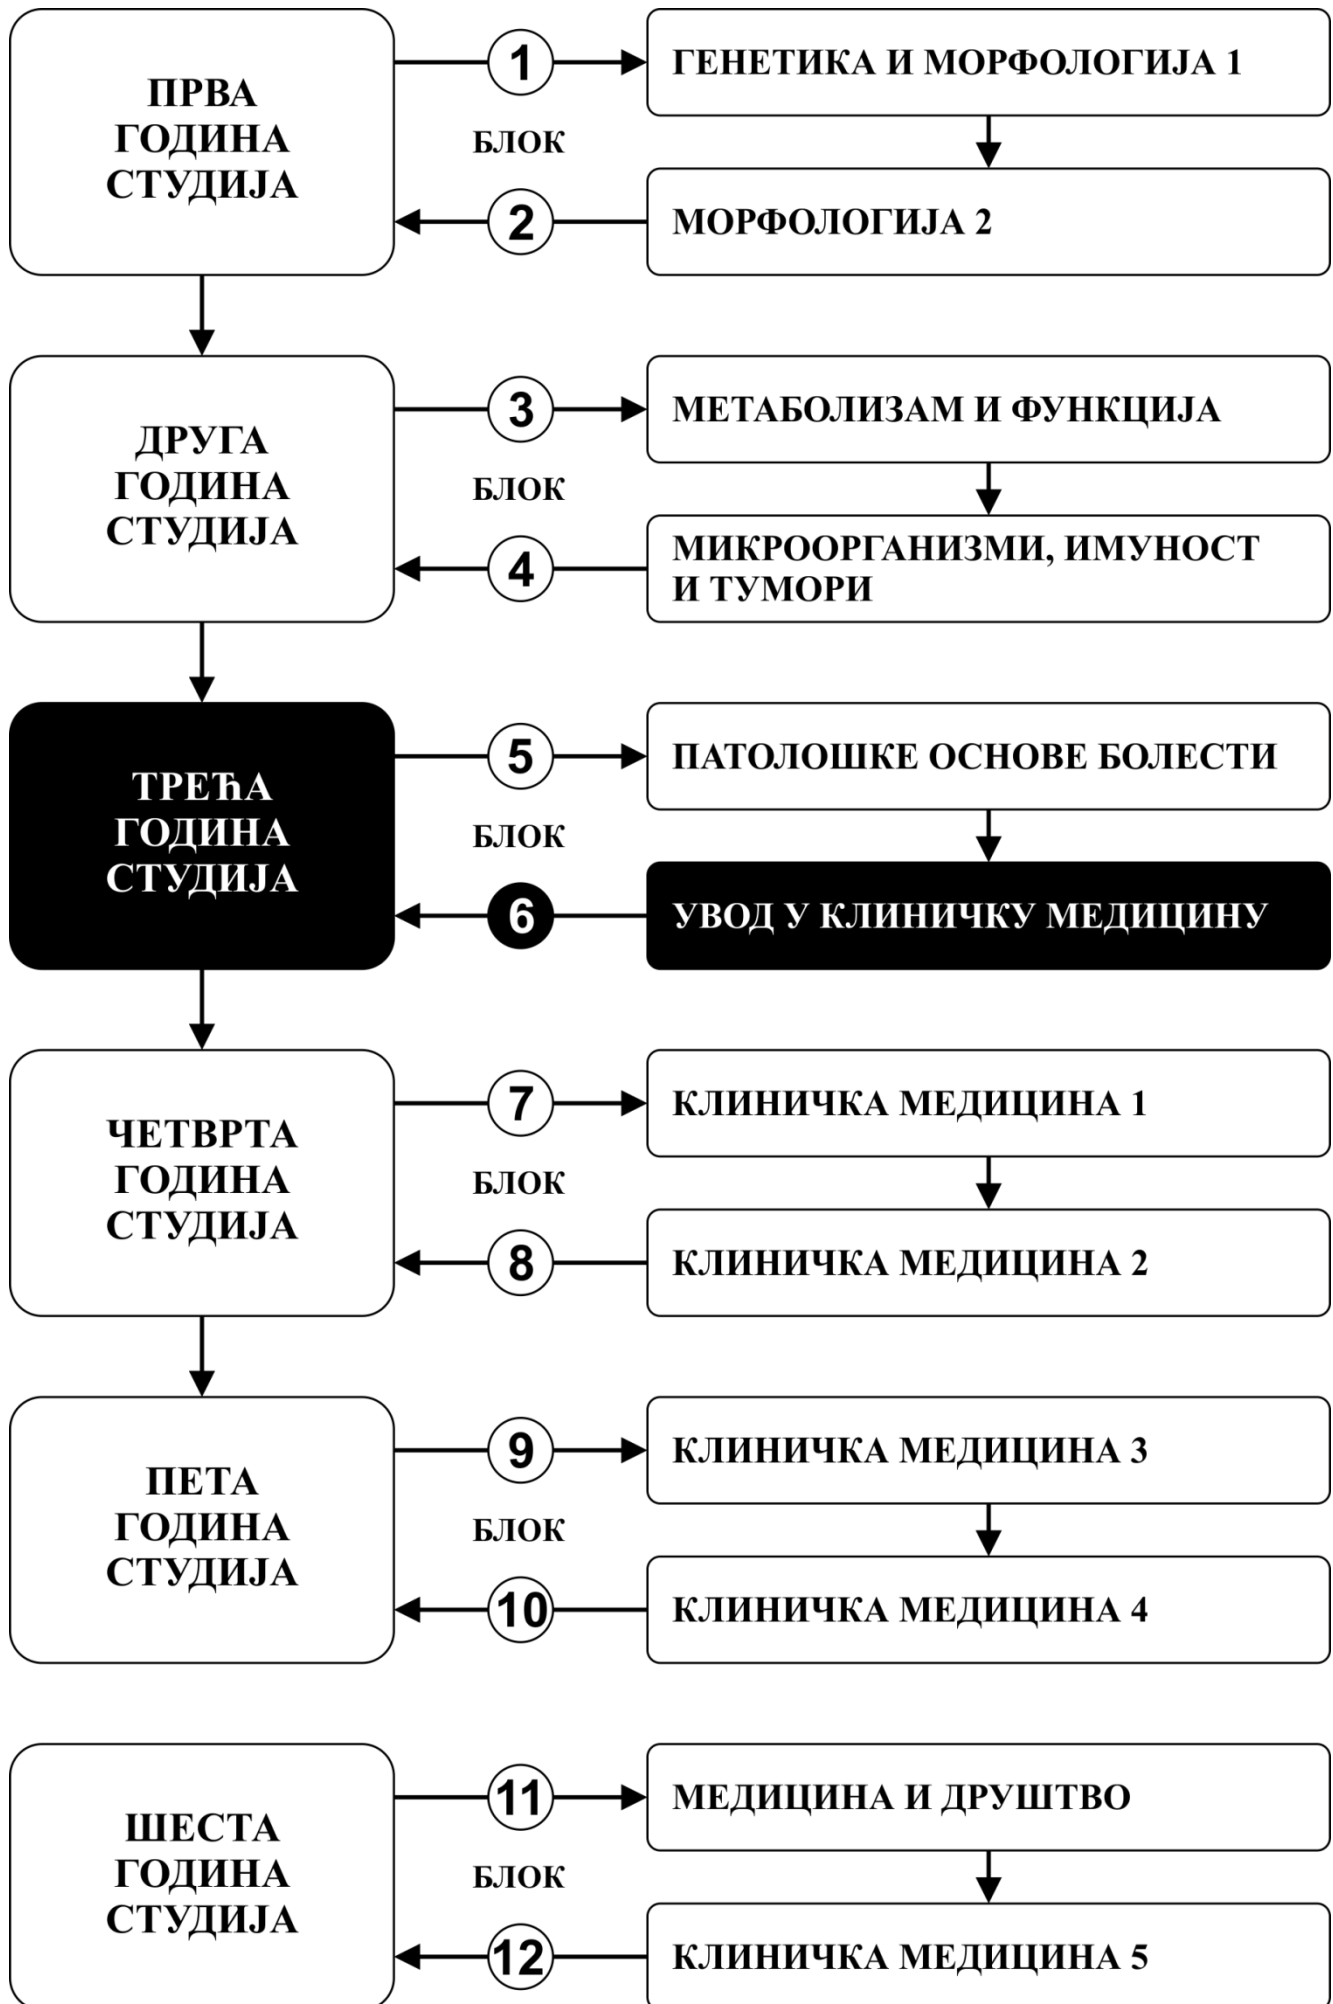 ПРВА
ГОДИНА
СТУДИЈА
1
БЛОК
2
ГЕНЕТИКА И МОРФОЛОГИЈА 1
МОРФОЛОГИЈА 2
ДРУГА
ГОДИНА
СТУДИЈА
3
БЛОК
4
МЕТАБОЛИЗАМ И ФУНКЦИЈА
МИКРООРГАНИЗМИ, ИМУНОСТ
И ТУМОРИ
ТРЕЋА
ГОДИНА
СТУДИЈА
5
БЛОК
6
ПАТОЛОШКЕ ОСНОВЕ БОЛЕСТИ
УВОД У КЛИНИЧКУ МЕДИЦИНУ
ЧЕТВРТА
ГОДИНА
СТУДИЈА
7
БЛОК
8
КЛИНИЧКА МЕДИЦИНА 1
КЛИНИЧКА МЕДИЦИНА 2
ПЕТА
ГОДИНА
СТУДИЈА
9
БЛОК
10
КЛИНИЧКА МЕДИЦИНА 3
КЛИНИЧКА МЕДИЦИНА 4
ШЕСТА
ГОДИНА
СТУДИЈА
11
БЛОК
12
МЕДИЦИНА И ДРУШТВО
КЛИНИЧКА МЕДИЦИНА 5